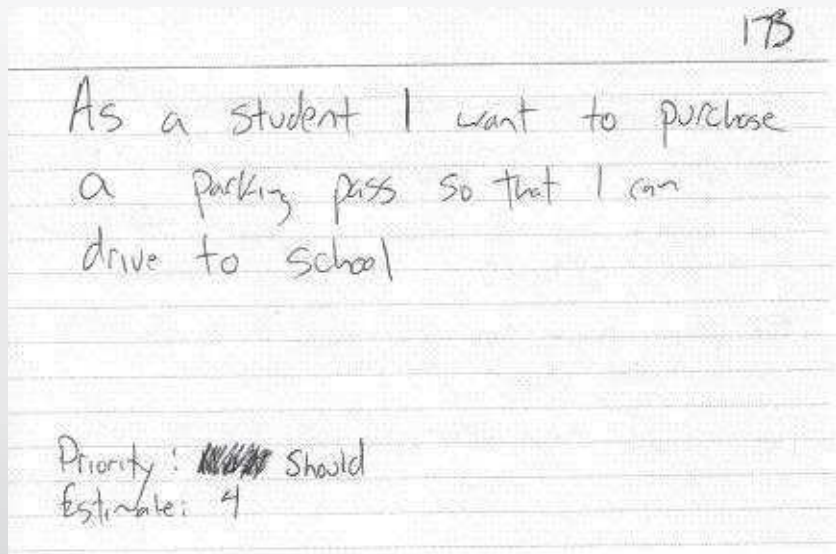 173
As a student I want to purchase
a parking pass so that I can
drive to school
Priority: Should
Estimate: 4